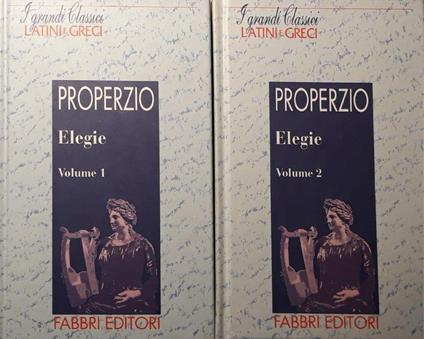 I grandi Classici
LATINI E GRECI
PROPERZIO
Elegie
Volume 1
FABBRI EDITORI
I grandi Classici
LATINI E GRECI
PROPERZIO
Elegie
Volume 2
FABBRI EDITORI